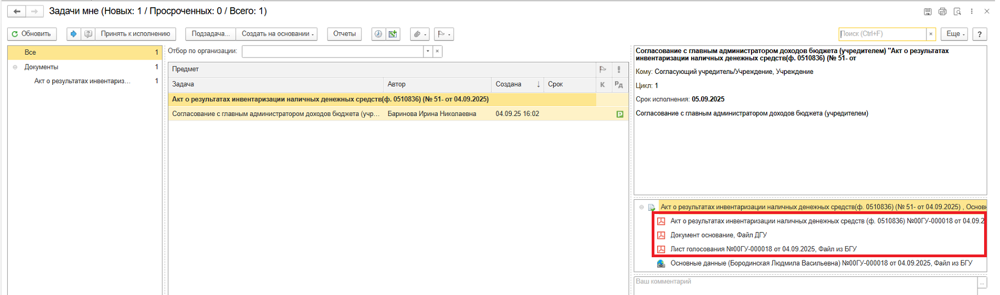 Задачи мне (Новых: 1 / Просроченных: 0 / Всего: 1)
Обновить
Принять к исполнению
Подзадача...
Создать на основании
Отчеты
Поиск (Ctrl+F)
×
Еще
?
Все 1
Документы 1
Акт о результатах инвентариз... 1
Отбор по организации:
×
Предмет
Задача Автор Создана ↓ Срок К Рд
Акт о результатах инвентаризации наличных денежных средств(ф. 0510836) (№ 51- от 04.09.2025)
Согласование с главным администратором доходов бюджета (учр... Баринова Ирина Николаевна 04.09.25 16:02 Р
Согласование с главным администратором доходов бюджета (учредителем) "Акт о результатах
инвентаризации наличных денежных средств(ф. 0510836) (№ 51- от
Кому: Согласующий учредитель/Учреждение, Учреждение
Цикл: 1
Срок исполнения: 05.09.2025
Согласование с главным администратором доходов бюджета (учредителем)
Акт о результатах инвентаризации наличных денежных средств(ф. 0510836) (№ 51- от 04.09.2025) , Основн
Акт о результатах инвентаризации наличных денежных средств (ф. 0510836) №00ГУ-000018 от 04.09.2
Документ основание, Файл ДГУ
Лист голосования №00ГУ-000018 от 04.09.2025, Файл из БГУ
Основные данные (Бородинская Людмила Васильевна) №00ГУ-000018 от 04.09.2025, Файл из БГУ
Ваш комментарий
...